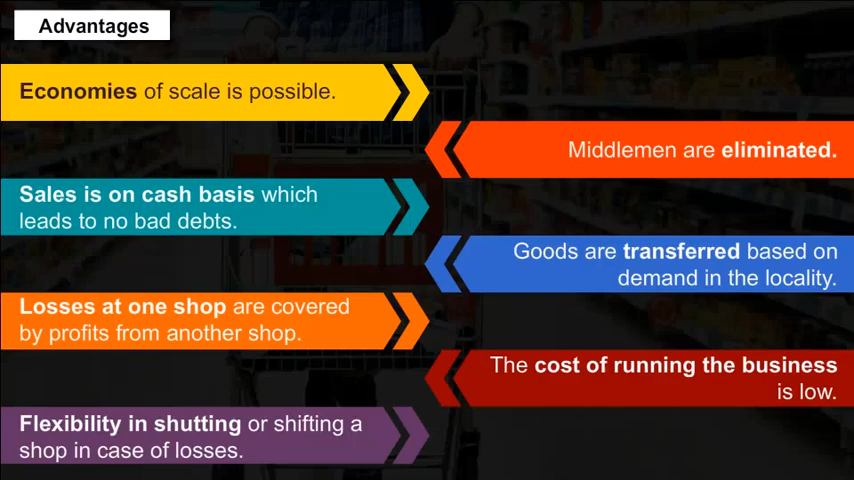 Advantages
Economies of scale is possible.
Middlemen are eliminated.
Sales is on cash basis which
leads to no bad debts.
Goods are transferred based on
demand in the locality.
Losses at one shop are covered
by profits from another shop.
The cost of running the business
is low.
Flexibility in shutting or shifting a
shop in case of losses.